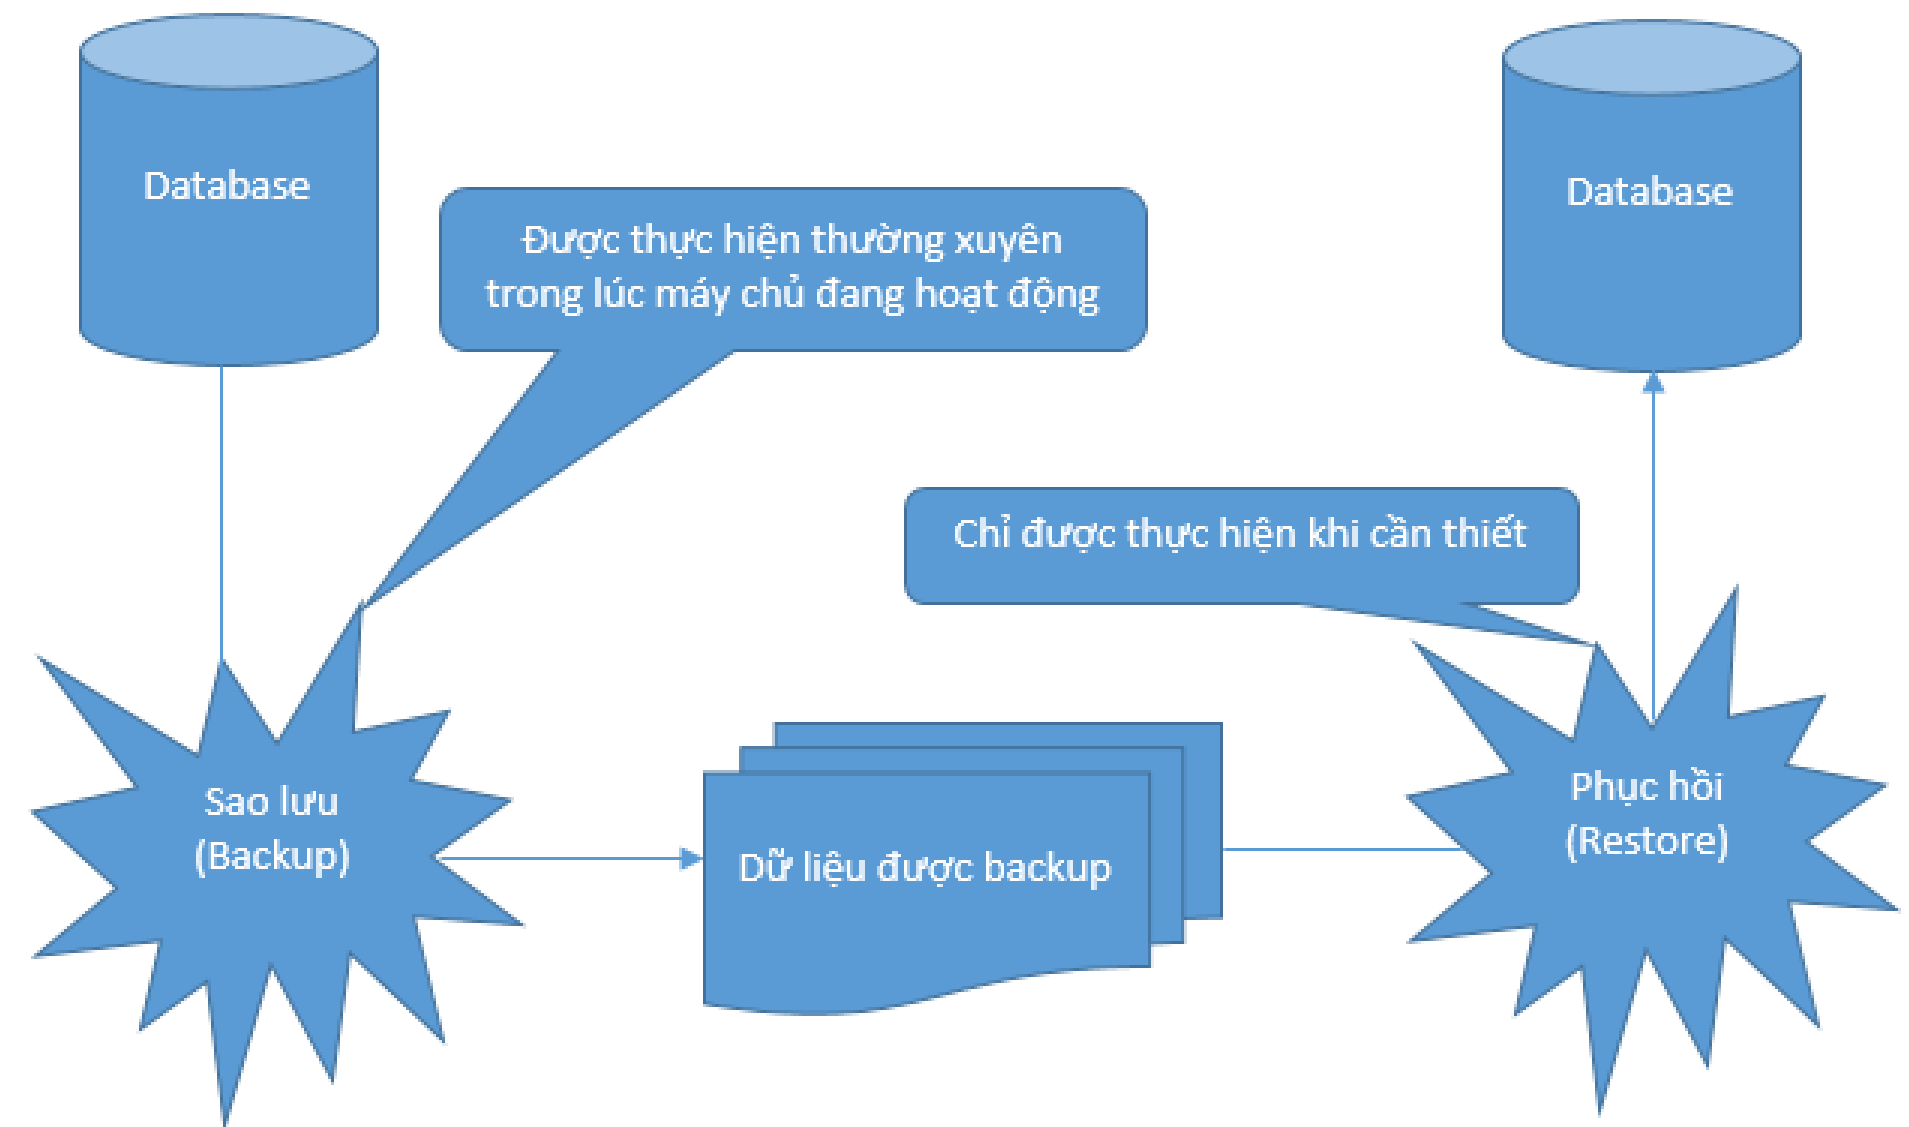 Database
Database
Được thực hiện thường xuyên
trong lúc máy chủ đang hoạt động
Chỉ được thực hiện khi cần thiết
Sao lưu
(Backup)
Dữ liệu được backup
Phục hồi
(Restore)